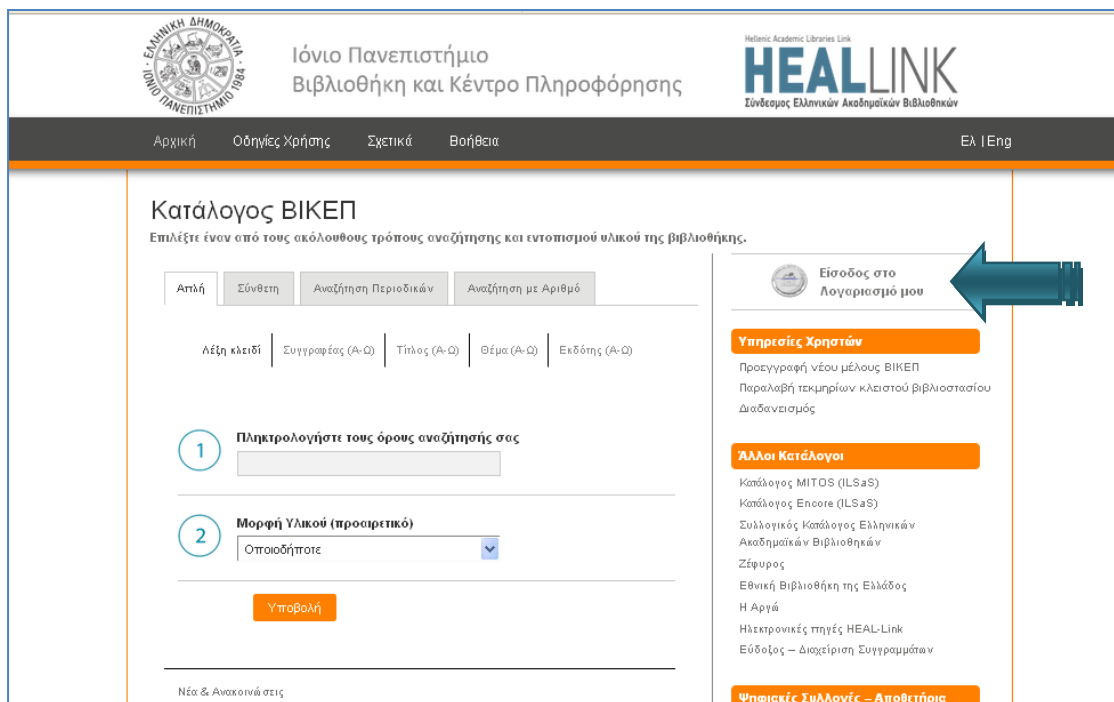 ΕΛΛΗΝΙΚΗ ΔΗΜΟΚΡΑΤΙΑ
ΙΟΝΙΟ ΠΑΝΕΠΙΣΤΗΜΙΟ 1984
Ιόνιο Πανεπιστήμιο
Βιβλιοθήκη και Κέντρο Πληροφόρησης
Hellenic Academic Libraries Link
HEALLINK
Σύνδεσμος Ελληνικών Ακαδημαϊκών Βιβλιοθηκών
Αρχική Οδηγίες Χρήσης Σχετικά Βοήθεια Ελ | Eng
Κατάλογος ΒΙΚΕΠ
Επιλέξτε έναν από τους ακόλουθους τρόπους αναζήτησης και εντοπισμού υλικού της βιβλιοθήκης.
Απλή Σύνθετη Αναζήτηση Περιοδικών Αναζήτηση με Αριθμό
Λέξη κλειδί Συγγραφέας (Α-Ω) Τίτλος (Α-Ω) Θέμα (Α-Ω) Εκδότης (Α-Ω)
1 Πληκτρολογήστε τους όρους αναζήτησής σας
2 Μορφή Υλικού (προαιρετικό)
Οποιοδήποτε
Υποβολή
Νέα & Ανακοινώσεις
Είσοδος στο
Λογαριασμό μου
Υπηρεσίες Χρηστών
Προεγγραφή νέου μέλους ΒΙΚΕΠ
Παραλαβή τεκμηρίων κλειστού βιβλιοστασίου
Διαδανεισμός
Άλλοι Κατάλογοι
Κατάλογος MITOS (ILSaS)
Κατάλογος Encore (ILSaS)
Συλλογικός Κατάλογος Ελληνικών
Ακαδημαϊκών Βιβλιοθηκών
Ζέφυρος
Εθνική Βιβλιοθήκη της Ελλάδος
Η Αργώ
Ηλεκτρονικές πηγές HEAL-Link
Εύδοξος – Διαχείριση Συγγραμμάτων
Ψηφιακές Συλλογές – Αποθετήρια